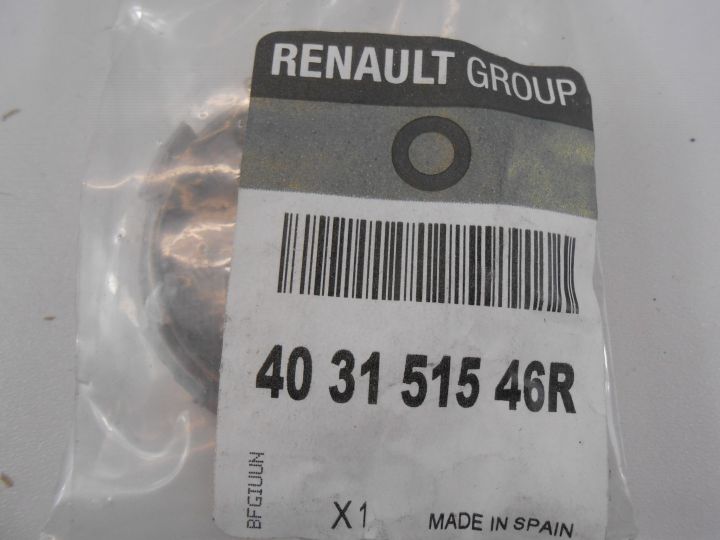 RENAULT GROUP
40 31 515 46R
BFGIUUN
X1 MADE IN SPAIN